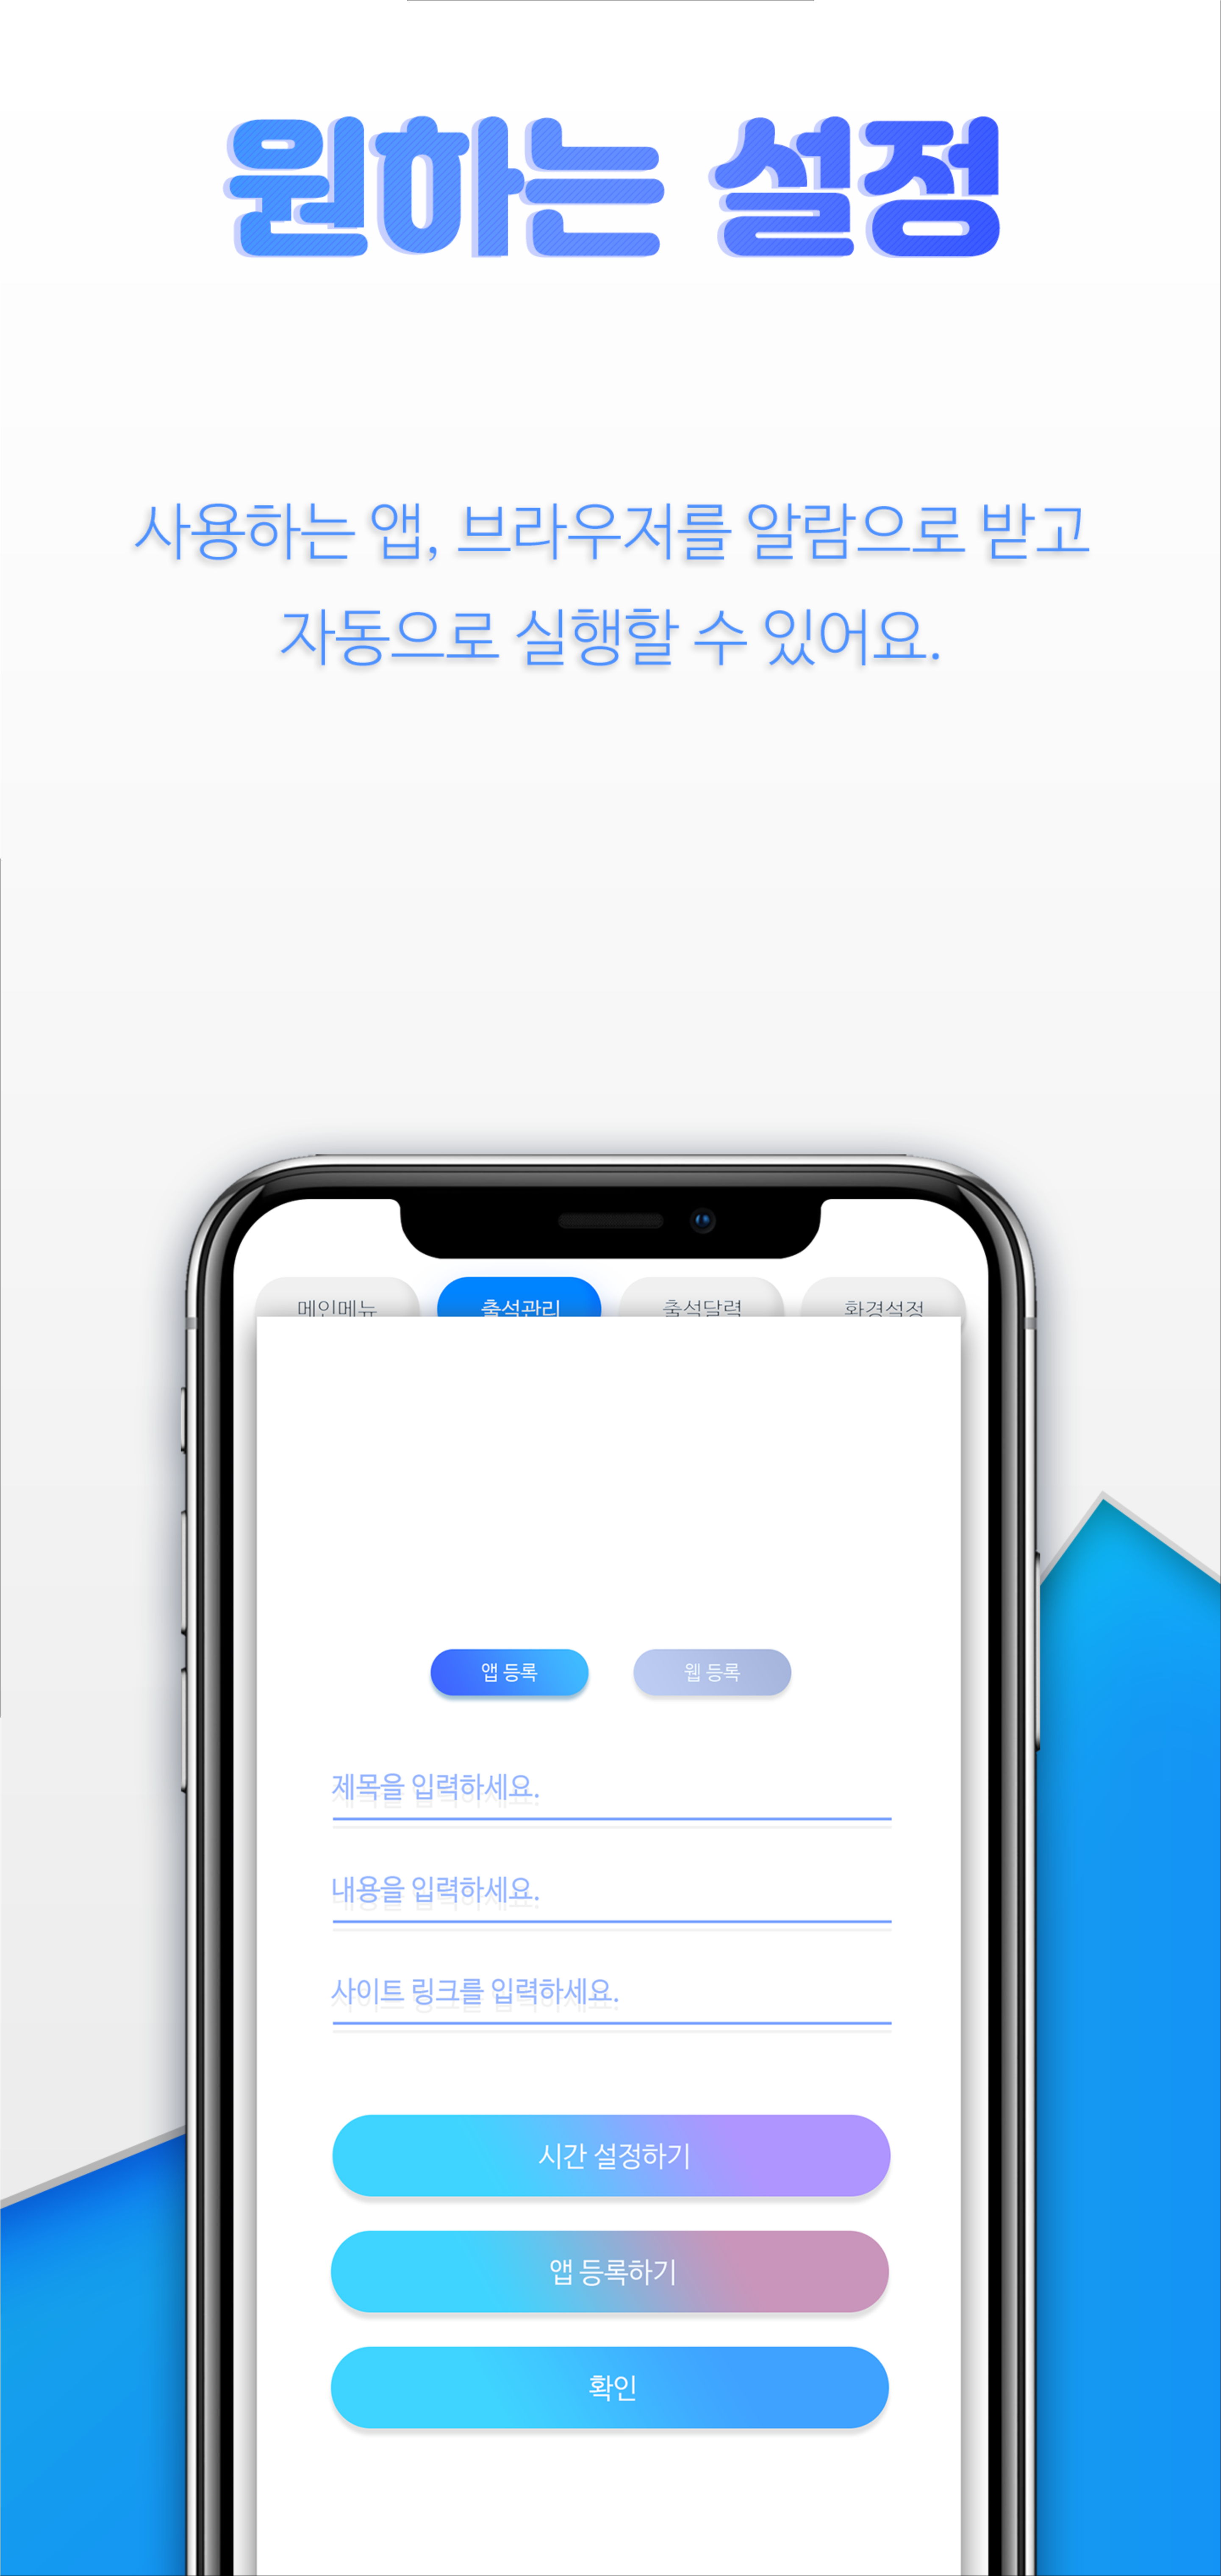 원하는 설정
사용하는 앱, 브라우저를 알람으로 받고
자동으로 실행할 수 있어요.
메인메뉴 출석관리 출석달력 환경설정
앱 등록 웹 등록
제목을 입력하세요.
내용을 입력하세요.
사이트 링크를 입력하세요.
시간 설정하기
앱 등록하기
확인